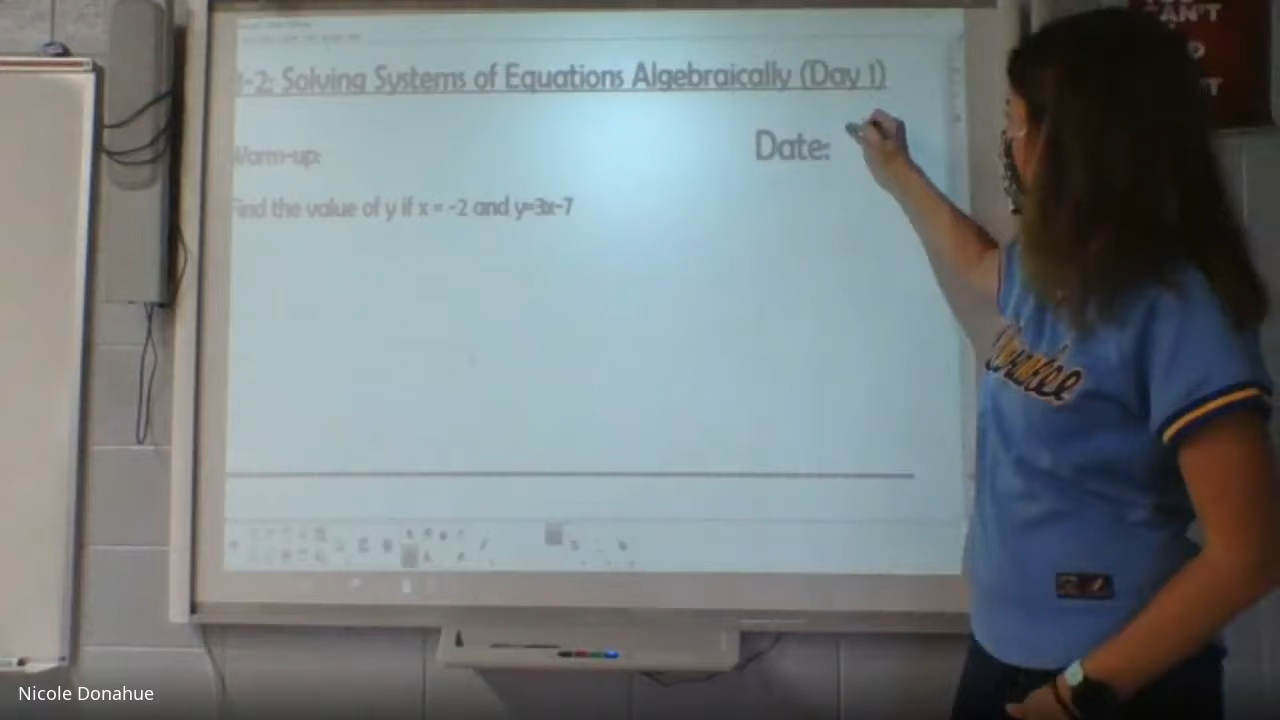 -2: Solving Systems of Equations Algebraically (Day 1)
Date:
Warm-up:
Find the value of y if x = -2 and y=3x-7
Nicole Donahue